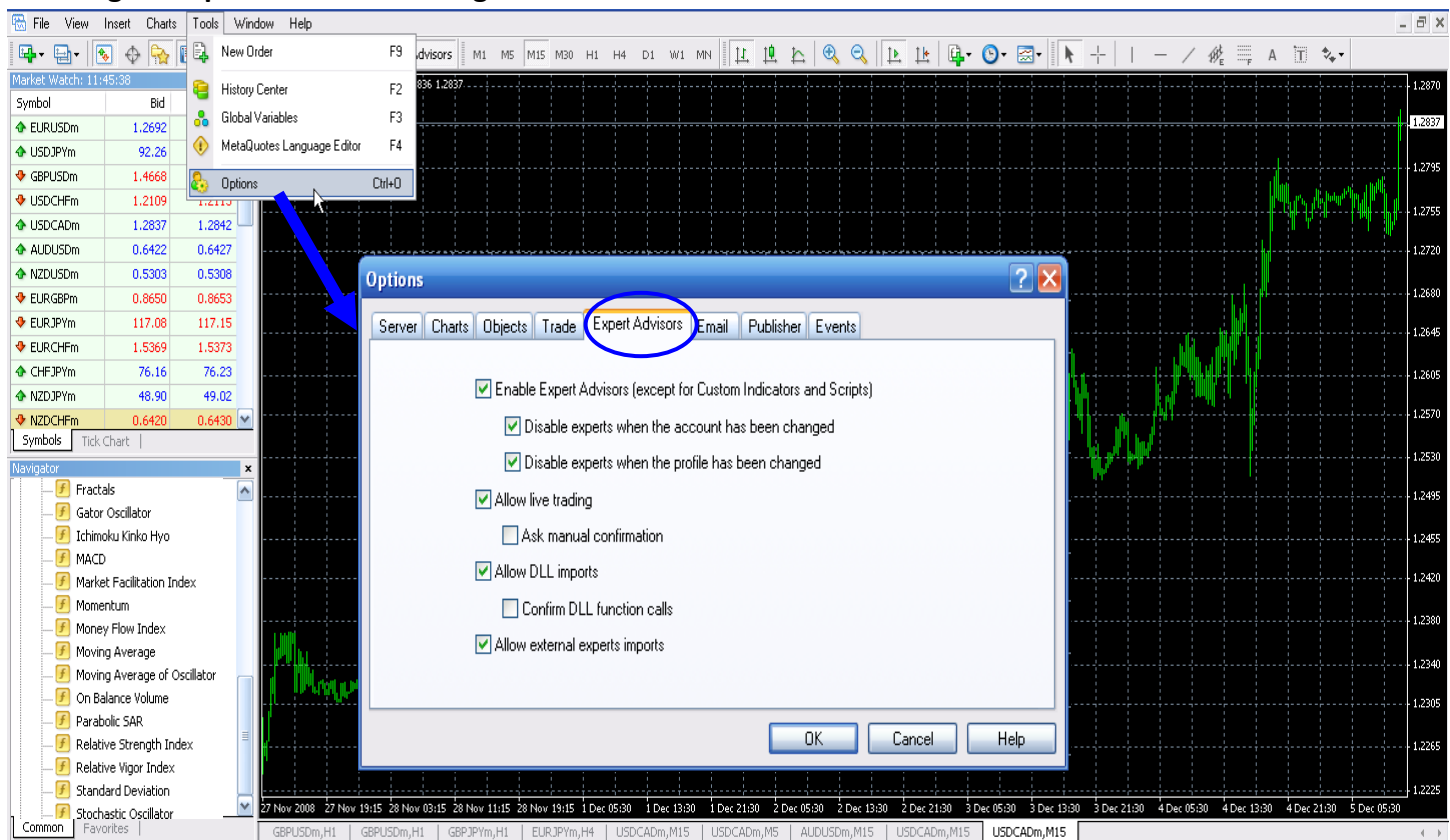 File View Insert Charts Tools Window Help
New Order F9
History Center F2
Global Variables F3
MetaQuotes Language Editor F4
Options Ctrl+O
M1 M5 M15 M30 H1 H4 D1 W1 MN
Market Watch: 11:45:38
Symbol Bid
EURUSDm 1.2692
USDJPYm 92.26
GBPUSDm 1.4668
USDCHFm 1.2109 1.2113
USDCADm 1.2837 1.2842
AUDUSDm 0.6422 0.6427
NZDUSDm 0.5303 0.5308
EURGBPm 0.8650 0.8653
EURJPYm 117.08 117.15
EURCHFm 1.5369 1.5373
CHFJPYm 76.16 76.23
NZDJPYm 48.90 49.02
NZDCHFm 0.6420 0.6430
Symbols Tick Chart
Navigator
Fractals
Gator Oscillator
Ichimoku Kinko Hyo
MACD
Market Facilitation Index
Momentum
Money Flow Index
Moving Average
Moving Average of Oscillator
On Balance Volume
Parabolic SAR
Relative Strength Index
Relative Vigor Index
Standard Deviation
Stochastic Oscillator
Common Favorites
836 1.2837
Options
Server Charts Objects Trade Expert Advisors Email Publisher Events
Enable Expert Advisors (except for Custom Indicators and Scripts)
Disable experts when the account has been changed
Disable experts when the profile has been changed
Allow live trading
Ask manual confirmation
Allow DLL imports
Confirm DLL function calls
Allow external experts imports
OK Cancel Help
1.2870
1.2837
1.2795
1.2755
1.2720
1.2680
1.2645
1.2605
1.2570
1.2530
1.2495
1.2455
1.2420
1.2380
1.2340
1.2305
1.2265
1.2225
27 Nov 2008 27 Nov 19:15 28 Nov 03:15 28 Nov 11:15 28 Nov 19:15 1 Dec 05:30 1 Dec 13:30 1 Dec 21:30 2 Dec 05:30 2 Dec 13:30 2 Dec 21:30 3 Dec 05:30 3 Dec 13:30 3 Dec 21:30 4 Dec 05:30 4 Dec 13:30 4 Dec 21:30 5 Dec 05:30
GBPUSDm,H1 GBPUSDm,H1 GBPJPYm,H1 EURJPYm,H4 USDCADm,M15 USDCADm,M5 AUDUSDm,M15 USDCADm,M15 USDCADm,M15